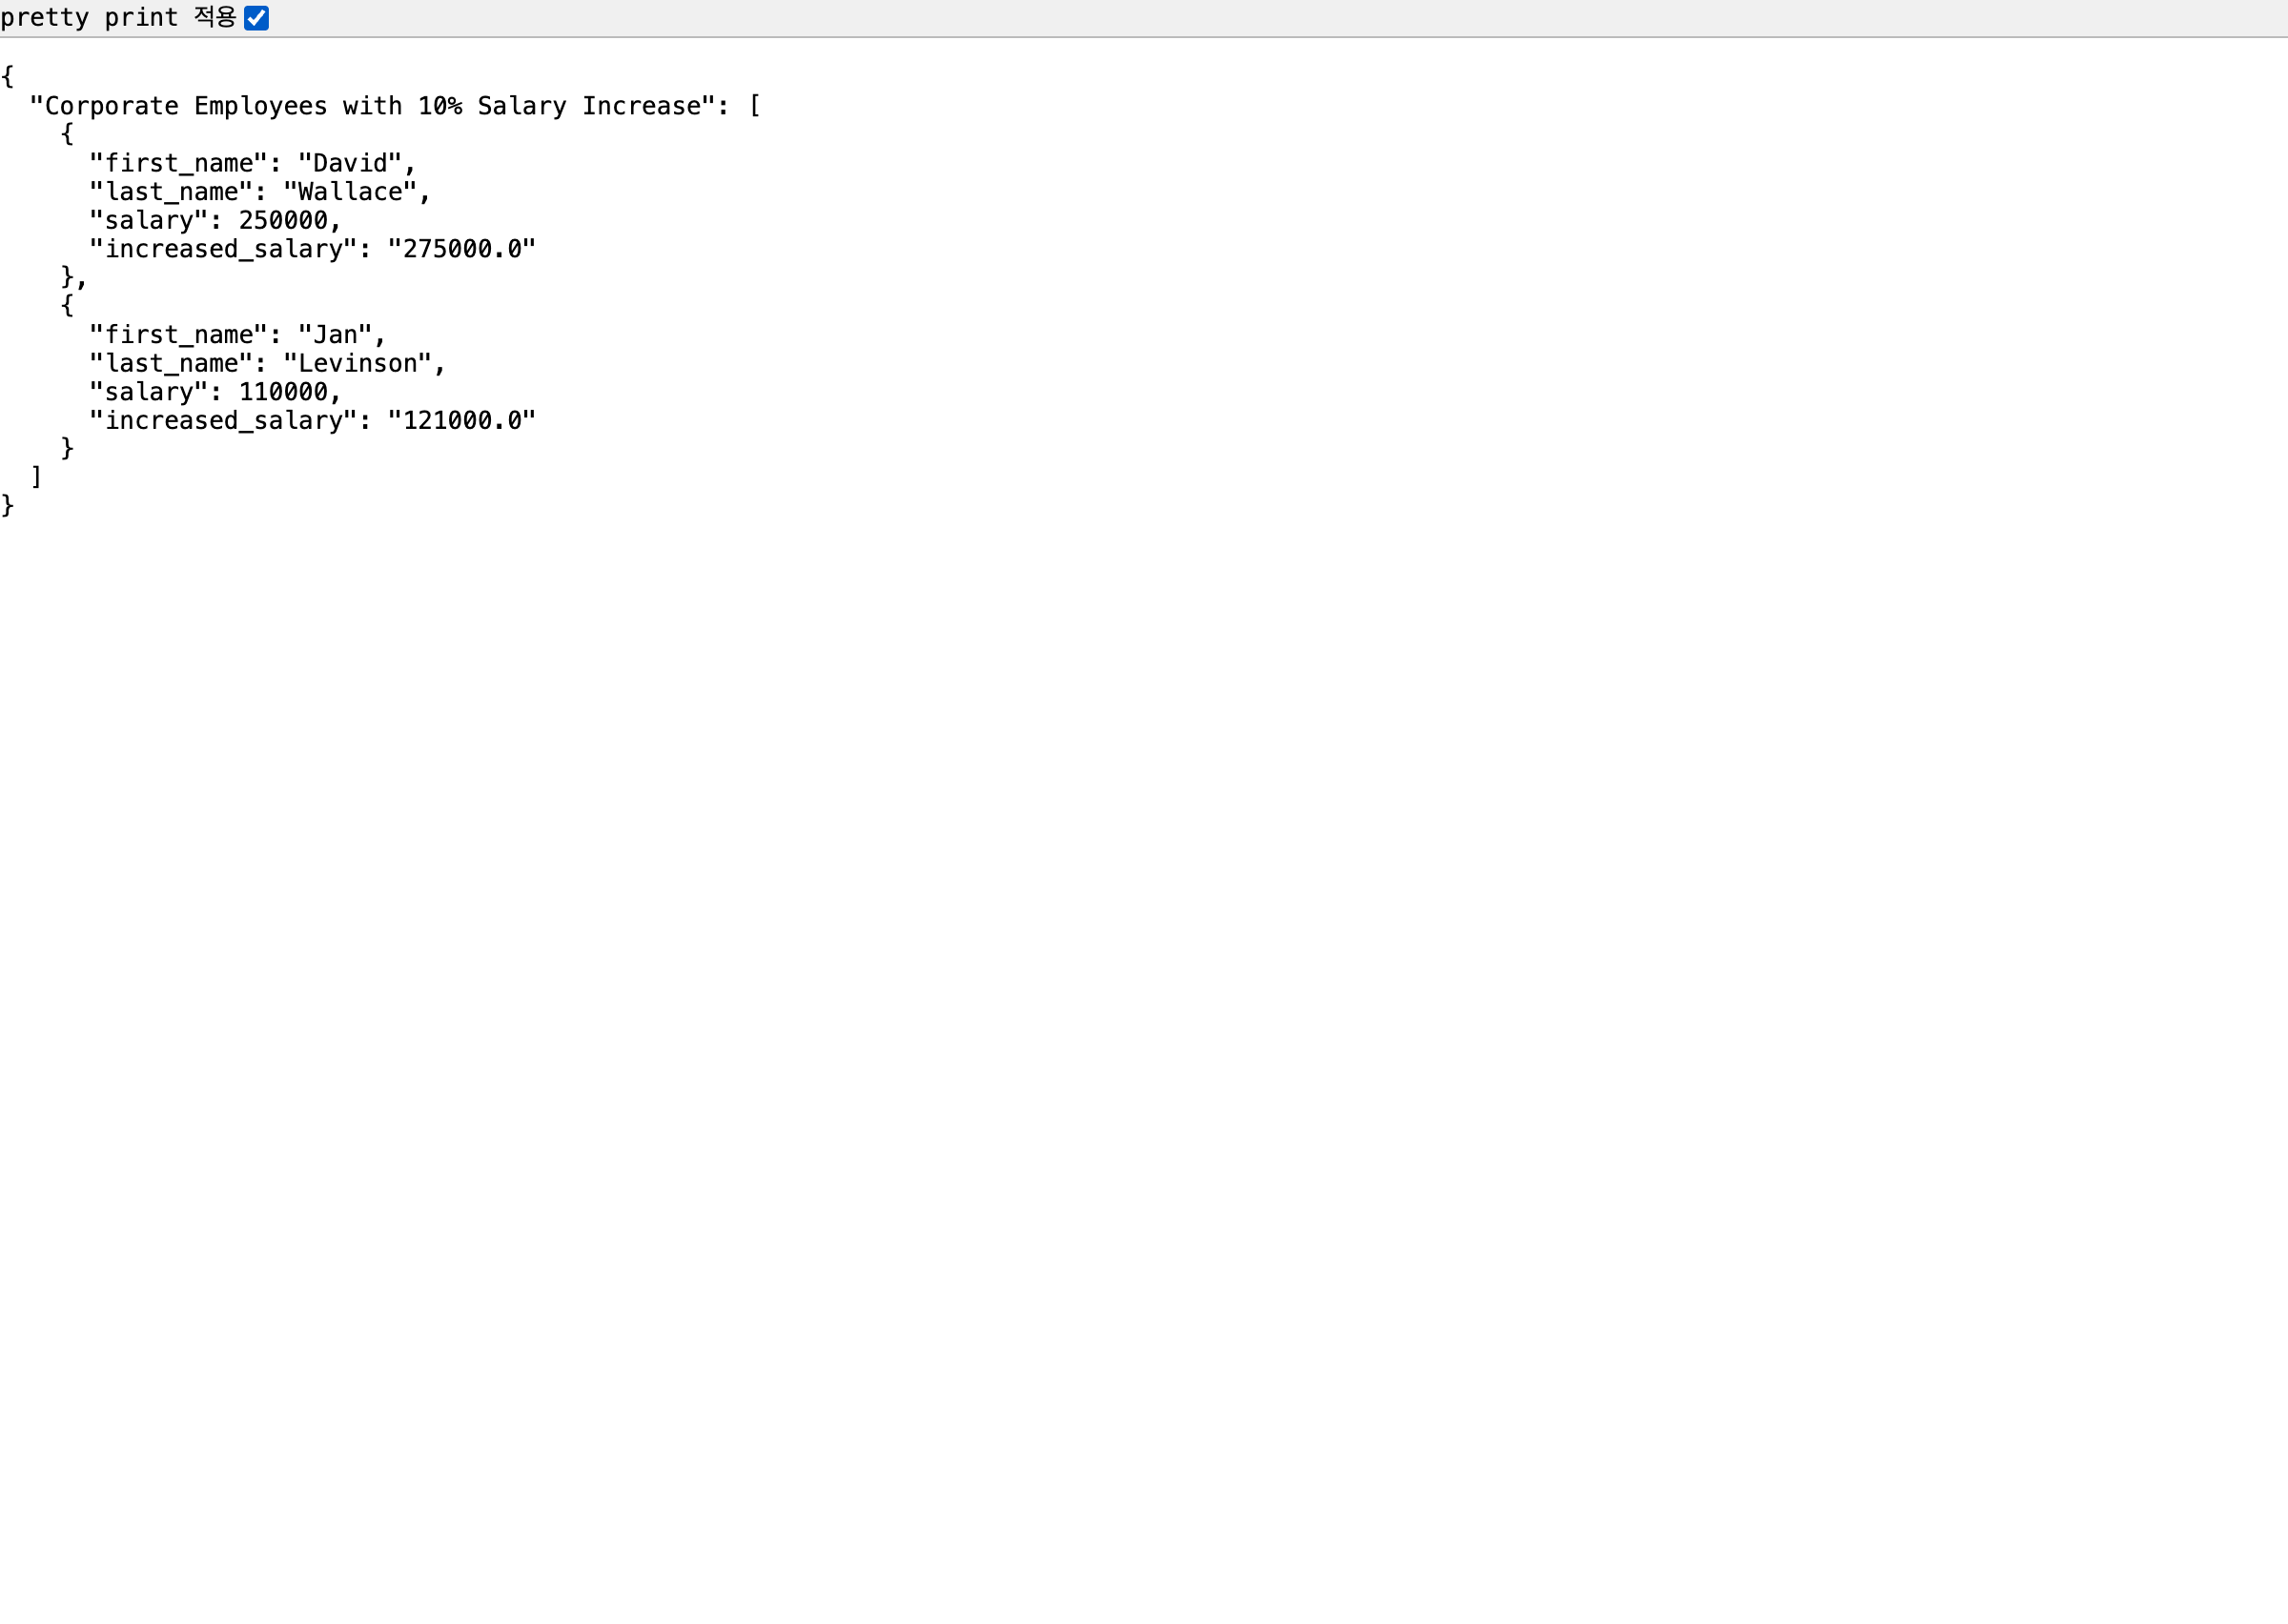 pretty print 적용
{
  "Corporate Employees with 10% Salary Increase": [
    {
      "first_name": "David",
      "last_name": "Wallace",
      "salary": 250000,
      "increased_salary": "275000.0"
    },
    {
      "first_name": "Jan",
      "last_name": "Levinson",
      "salary": 110000,
      "increased_salary": "121000.0"
    }
  ]
}